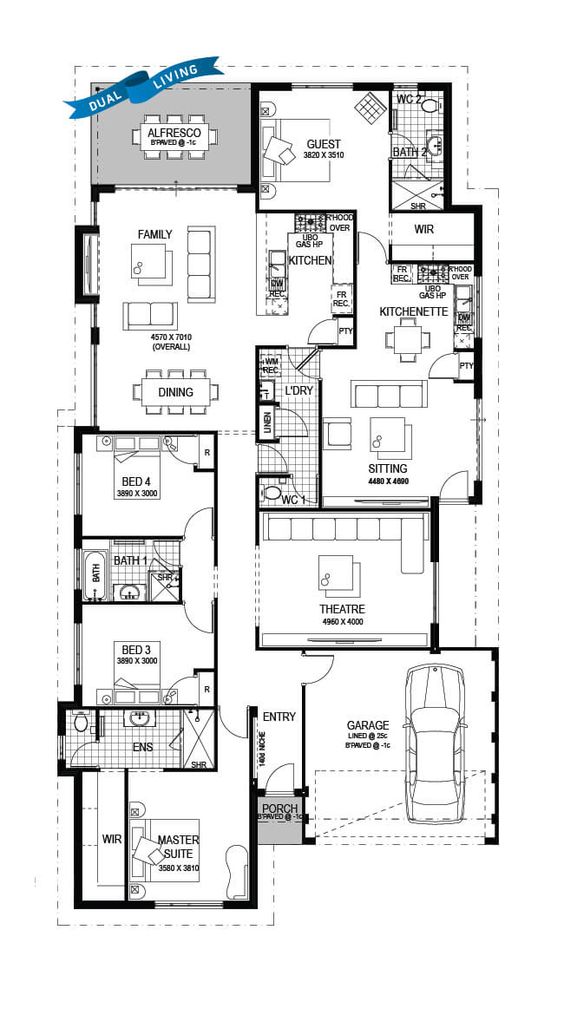 DUAL LIVING
ALFRESCO
B'PAVED @ -1c
GUEST
3820 X 3510
WC 2
BATH 2
SHR
WIR
FAMILY
4570 X 7010
(OVERALL)
R'HOOD
OVER
UBO
GAS HP
KITCHEN
DW
REC.
FR
REC.
PTY
FR
REC.
R'HOOD
OVER
UBO
GAS HP
KITCHENETTE
DW
REC.
PTY
DINING
WM
REC.
T
L'DRY
LINEN
WC 1
SITTING
4480 X 4690
BED 4
3890 X 3000
R
BATH
BATH 1
SHR
THEATRE
4960 X 4000
BED 3
3890 X 3000
R
ENS
SHR
ENTRY
1404 NICHE
GARAGE
LINED @ 25c
B'PAVED @ -1c
PORCH
B'PAVED @ -1c
WIR
MASTER
SUITE
3580 X 3810